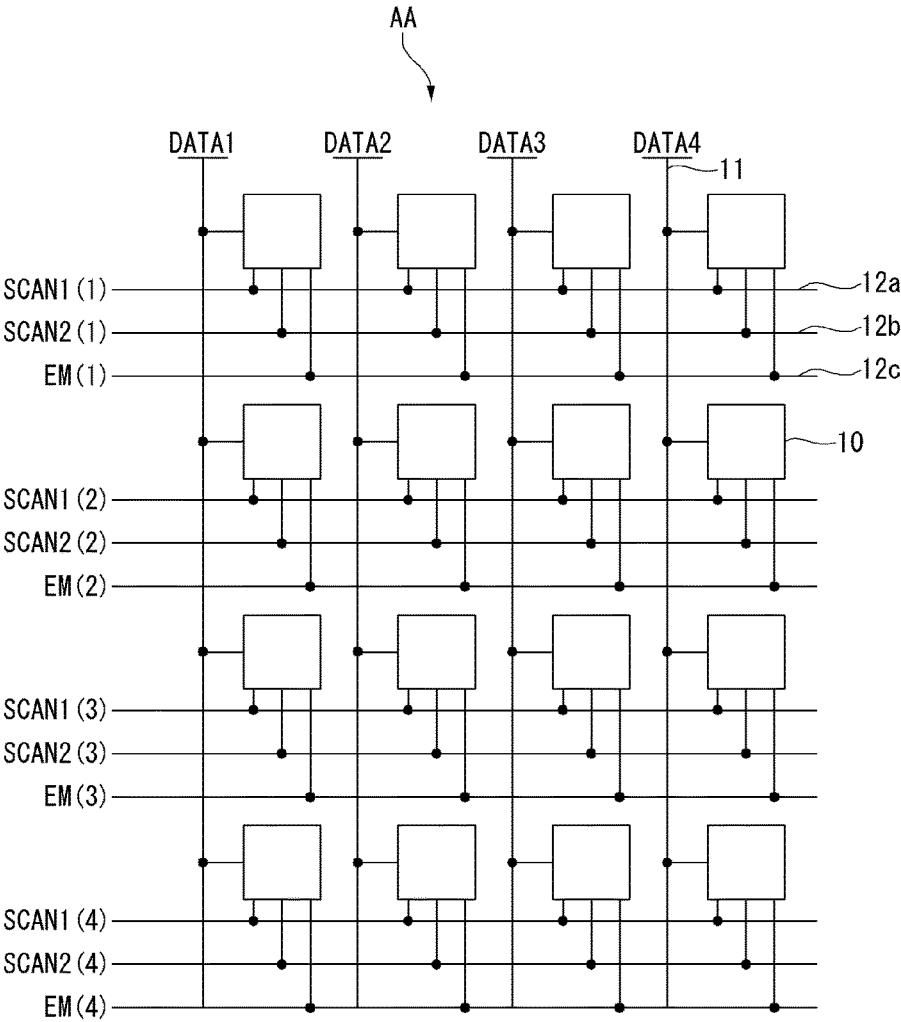 AA
DATA1 DATA2 DATA3 DATA4
11
SCAN1(1) 12a
SCAN2(1) 12b
EM(1) 12c
10
SCAN1(2)
SCAN2(2)
EM(2)
SCAN1(3)
SCAN2(3)
EM(3)
SCAN1(4)
SCAN2(4)
EM(4)